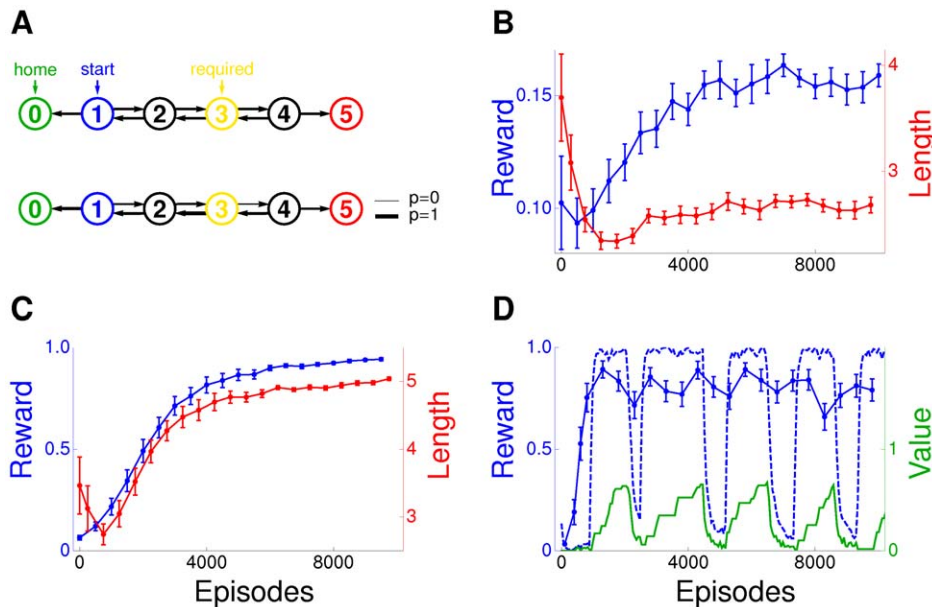 A
home start required
0 1 2 3 4 5
0 1 2 3 4 5
p=0
p=1
B
Reward
0.15
0.10
4
3
Length
0 4000 8000
C
Reward
1.0
0.5
0
5
4
3
Length
0 4000 8000
Episodes
D
Reward
1.0
0.5
0
1
0
Value
0 4000 8000
Episodes